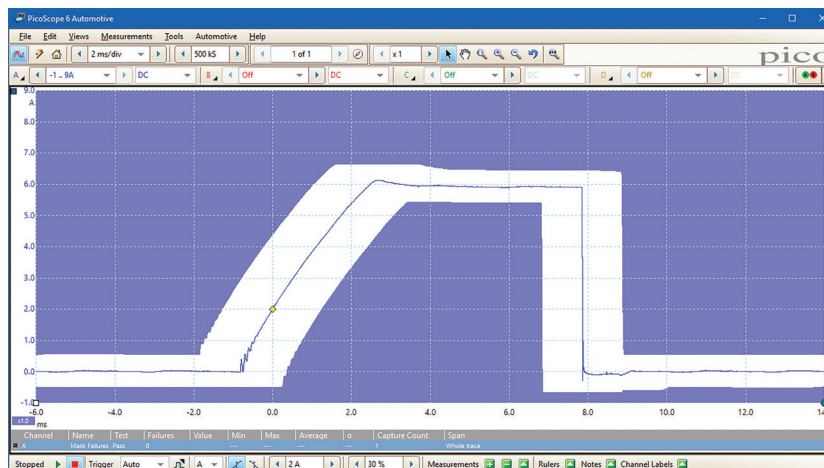 PicoScope 6 Automotive
File Edit Views Measurements Tools Automotive Help
2 ms/div 500 kS 1 of 1 x 1
pico
A -1 .. 9A DC B Off DC C Off DC D Off DC
9.0
A
8.0
7.0
6.0
5.0
4.0
3.0
2.0
1.0
0.0
-1.0
-6.0 -4.0 -2.0 0.0 2.0 4.0 6.0 8.0 10.0 12.0 14.
x1.0 ms
Channel Name Test Failures Value Min Max Average σ Capture Count Span
A Mask Failures Pass 0 --- --- --- --- --- 1 Whole trace
Stopped Trigger Auto A 2 A 30 % Measurements Rulers Notes Channel Labels